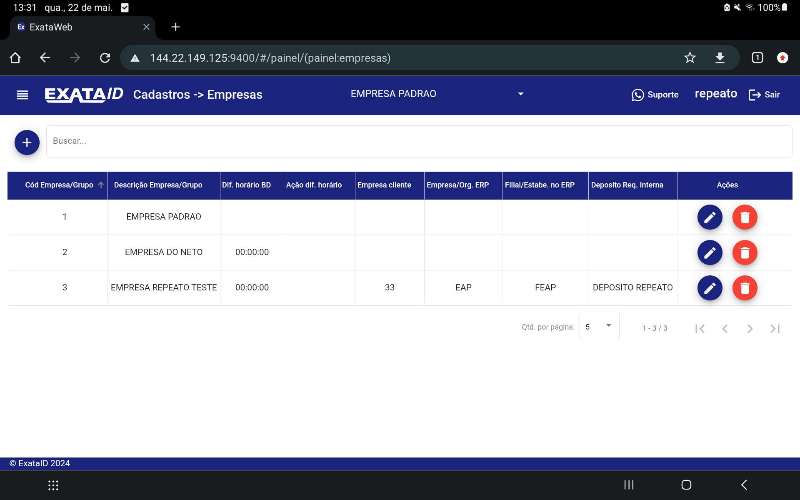 13:31 qua., 22 de mai.
100%
Ex ExataWeb
144.22.149.125:9400/#/painel/(painel:empresas)
1
EXATAID Cadastros -> Empresas EMPRESA PADRAO Suporte repeato Sair
Buscar...
Cód Empresa/Grupo Descrição Empresa/Grupo Dif. horário BD Ação dif. horário Empresa cliente Empresa/Org. ERP Filial/Estabe. no ERP Deposito Req. Interna Ações
1 EMPRESA PADRAO
2 EMPRESA DO NETO 00:00:00
3 EMPRESA REPEATO TESTE 00:00:00 33 EAP FEAP DEPOSITO REPEATO
Qtd. por página: 5 1 - 3 / 3
© ExataID 2024